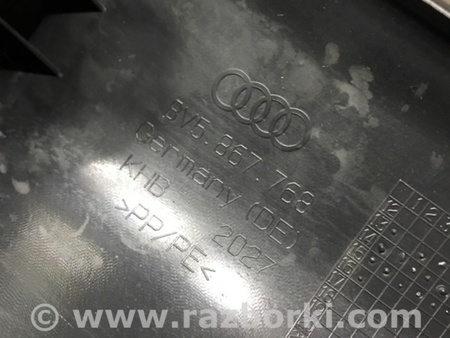 8V5.867.768
Germany (DE)
KHB 2027
>PP/PE<
© www.razborki.com